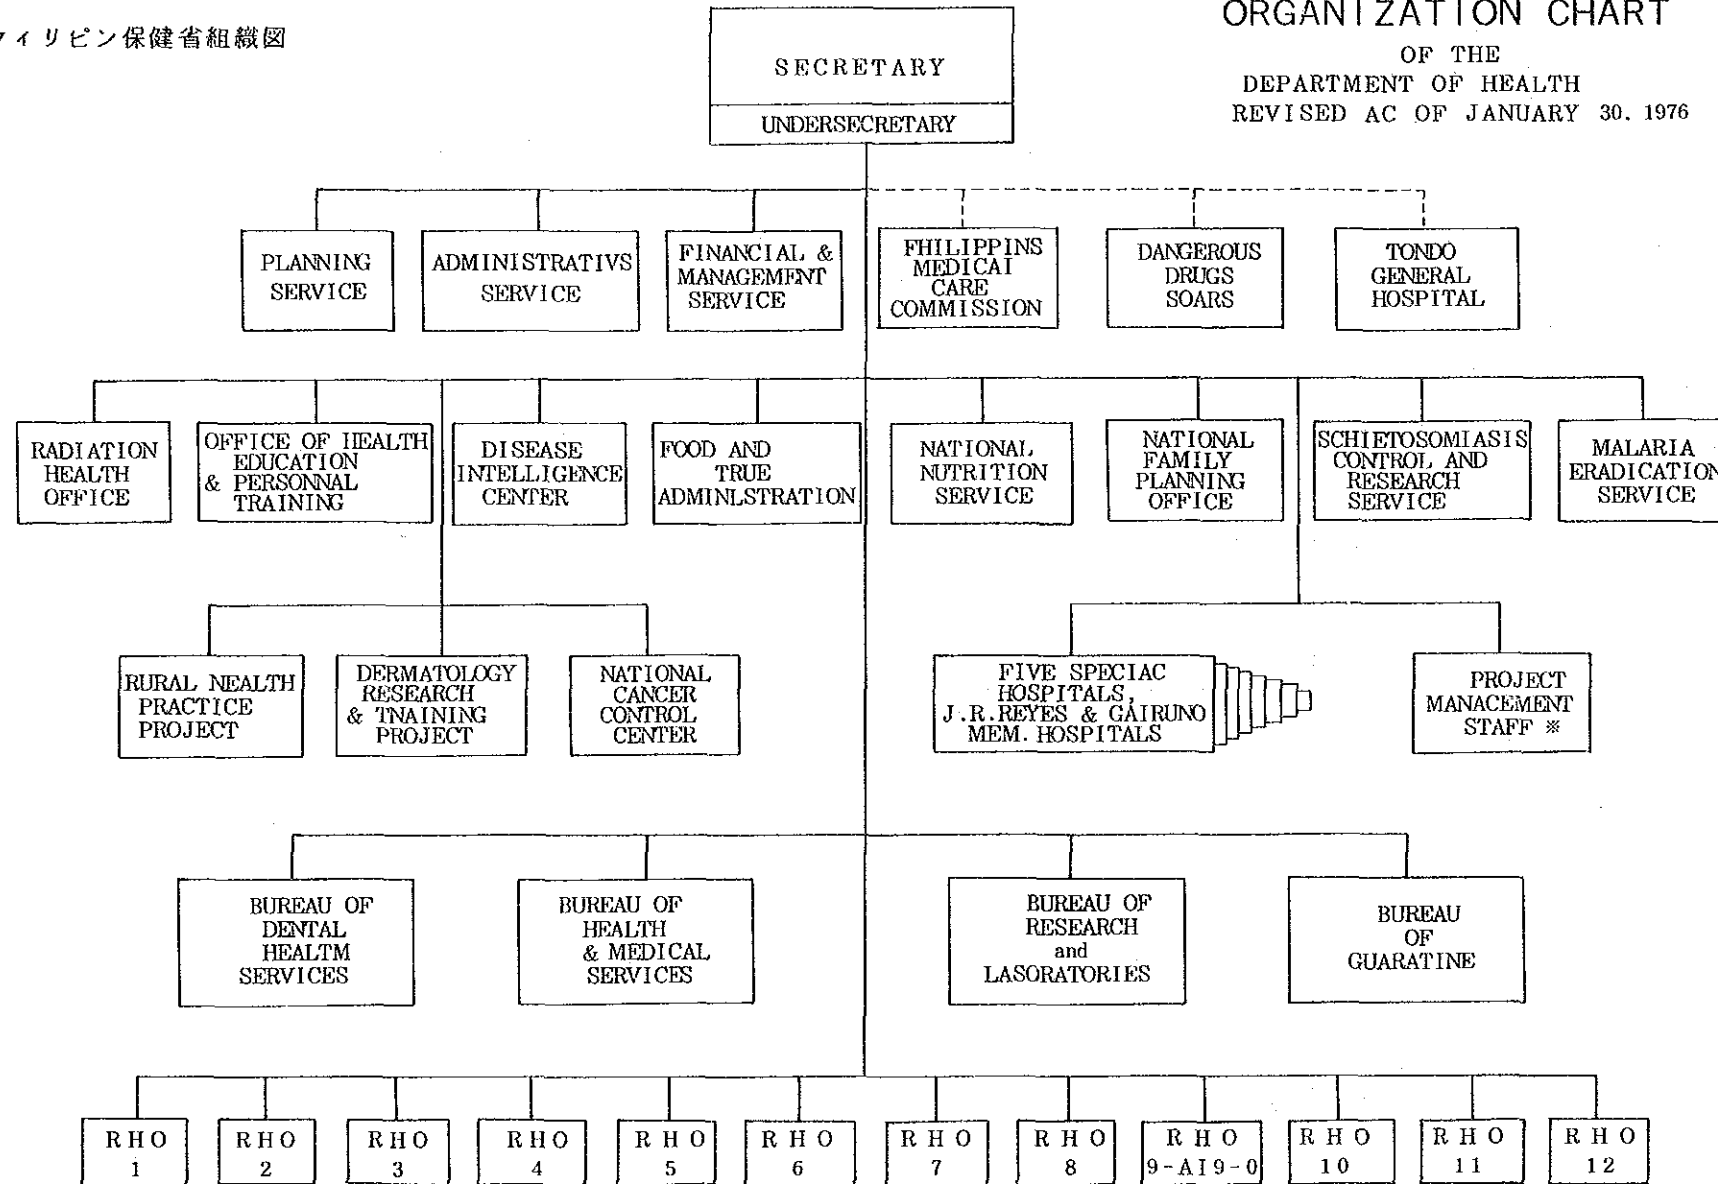 ィリピン保健省組織図
ORGANIZATION CHART
OF THE
DEPARTMENT OF HEALTH
REVISED AC OF JANUARY 30. 1976
SECRETARY
UNDERSECRETARY
PLANNING
SERVICE
ADMINISTRATIVS
SERVICE
FINANCIAL &
MANAGEMENT
SERVICE
FHILIPPINS
MEDICAI
CARE
COMMISSION
DANGEROUS
DRUGS
SOARS
TONDO
GENERAL
HOSPITAL
RADIATION
HEALTH
OFFICE
OFFICE OF HEALTH
EDUCATION
& PERSONNAL
TRAINING
DISEASE
INTELLIGENCE
CENTER
FOOD AND
TRUE
ADMINLSTRATION
NATIONAL
NUTRITION
SERVICE
NATIONAL
FAMILY
PLANNING
OFFICE
SCHIETOSOMIASIS
CONTROL AND
RESEARCH
SERVICE
MALARIA
ERADICATION
SERVICE
RURAL NEALTH
PRACTICE
PROJECT
DERMATOLOGY
RESEARCH
& TNAINING
PROJECT
NATIONAL
CANCER
CONTROL
CENTER
FIVE SPECIAC
HOSPITALS,
J.R.REYES & GAIRUNO
MEM. HOSPITALS
PROJECT
MANACEMENT
STAFF ※
BUREAU OF
DENTAL
HEALTM
SERVICES
BUREAU OF
HEALTH
& MEDICAL
SERVICES
BUREAU OF
RESEARCH
and
LASORATORIES
BUREAU
OF
GUARATINE
RHO
1
RHO
2
RHO
3
RHO
4
RHO
5
RHO
6
RHO
7
RHO
8
RHO
9-AI9-0
RHO
10
RHO
11
RHO
12